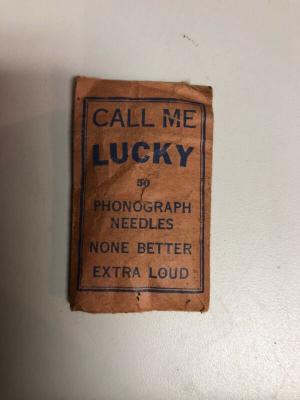 CALL ME
LUCKY
50
PHONOGRAPH
NEEDLES
NONE BETTER
EXTRA LOUD